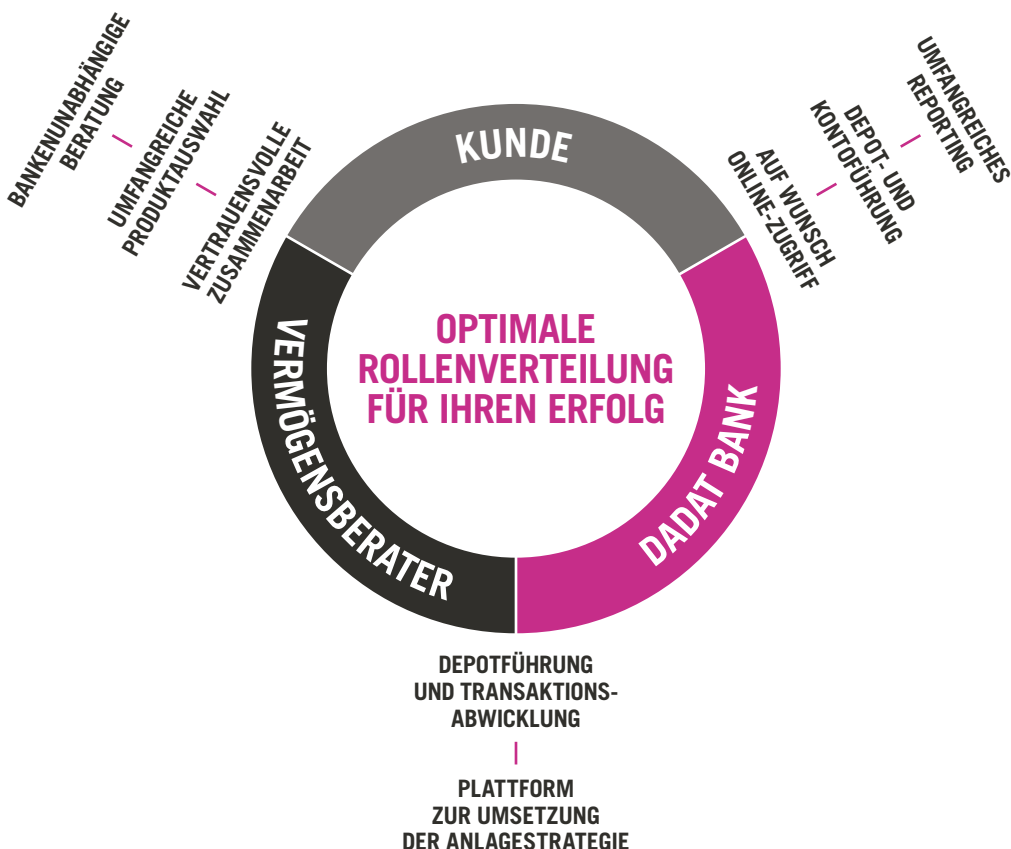 BANKENUNABHÄNGIGE
BERATUNG
UMFANGREICHE
PRODUKTAUSWAHL
VERTRAUENSVOLLE
ZUSAMMENARBEIT
KUNDE
AUF WUNSCH
ONLINE-ZUGRIFF
DEPOT- UND
KONTOFÜHRUNG
UMFANGREICHES
REPORTING
OPTIMALE
ROLLENVERTEILUNG
FÜR IHREN ERFOLG
VERMÖGENSBERATER
DADAT BANK
DEPOTFÜHRUNG
UND TRANSAKTIONS-
ABWICKLUNG
PLATTFORM
ZUR UMSETZUNG
DER ANLAGESTRATEGIE